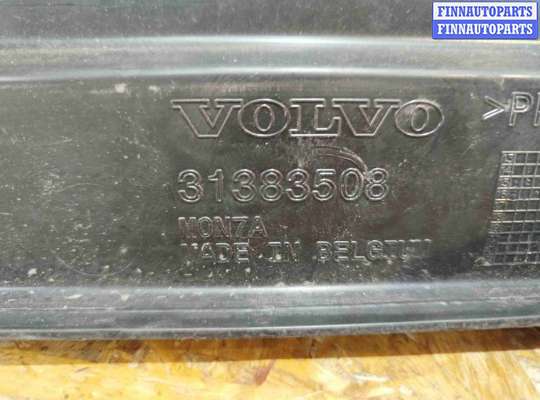 FINNAUTOPARTS
FINNAUTOPARTS
VOLVO
31383508
MONZA
MADE IN BELGIUM